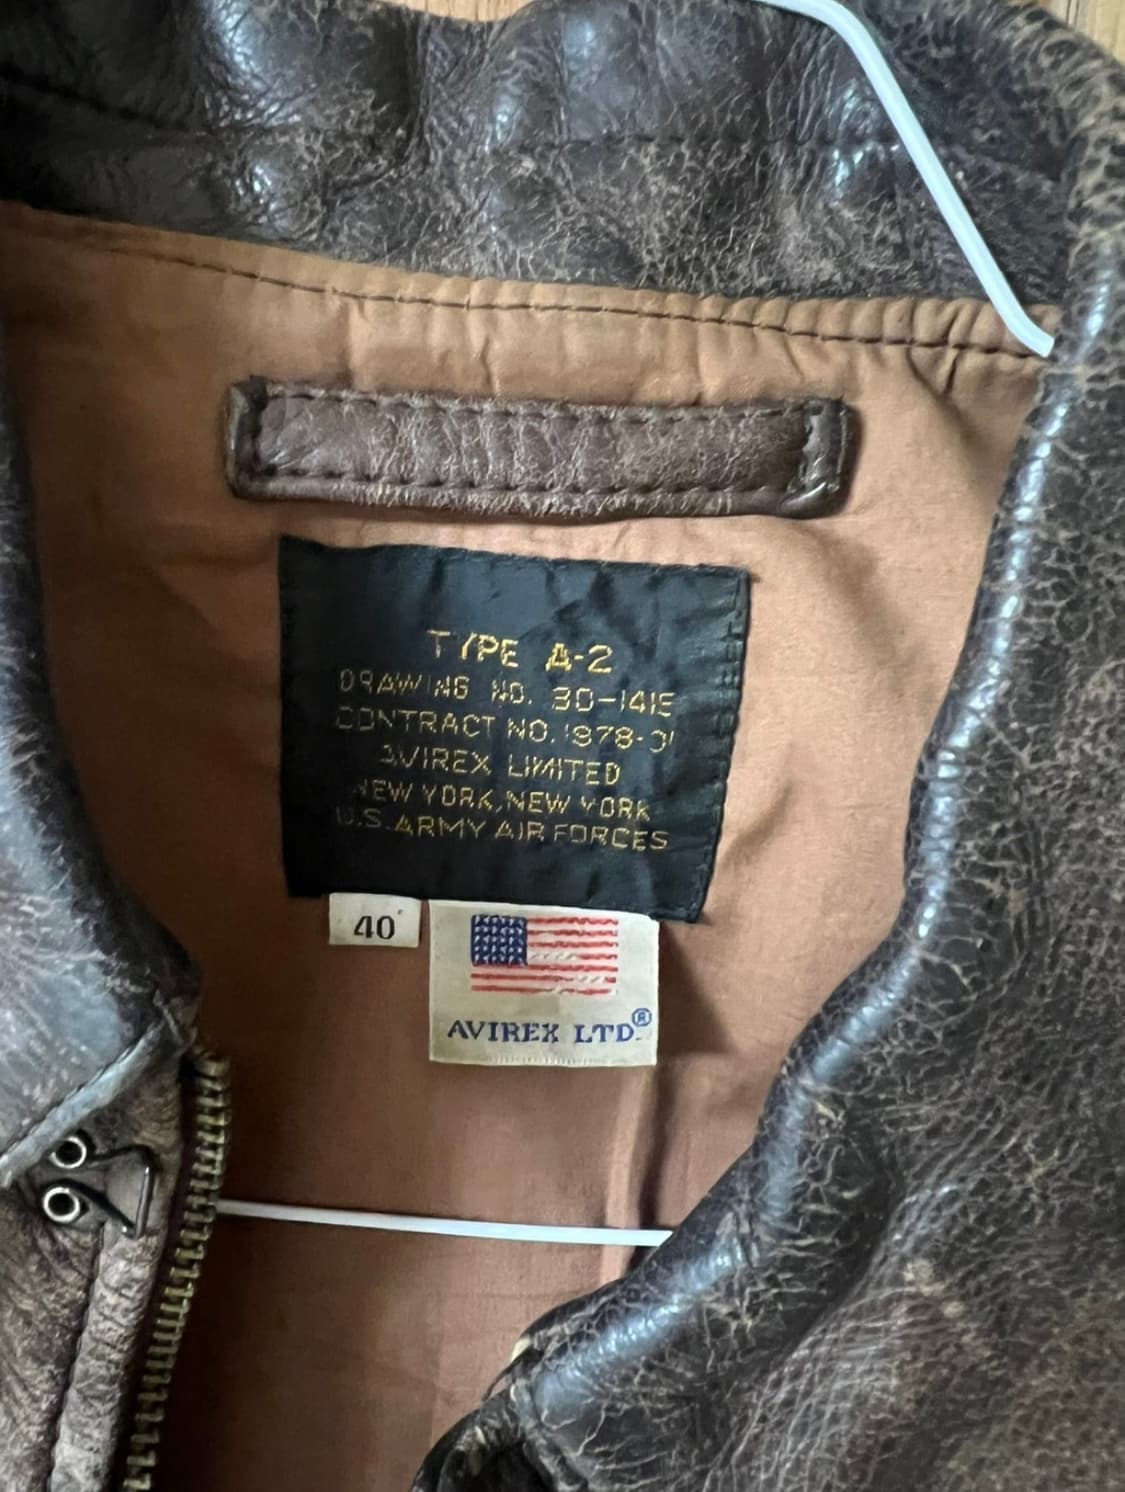 TYPE A-2
DRAWING NO. 30-1415
CONTRACT NO. 1978-01
AVIREX LIMITED
NEW YORK, NEW YORK
U.S. ARMY AIR FORCES
40
AVIREX LTD.®